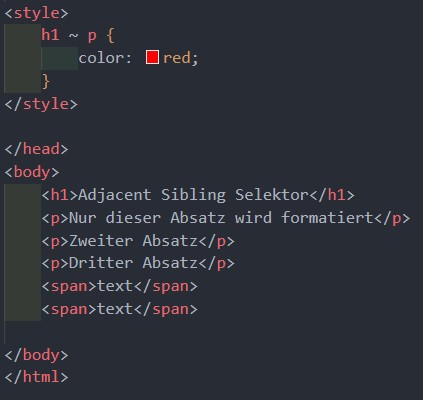 <style>
    h1 ~ p {
        color: red;
    }
</style>

</head>
<body>
    <h1>Adjacent Sibling Selektor</h1>
    <p>Nur dieser Absatz wird formatiert</p>
    <p>Zweiter Absatz</p>
    <p>Dritter Absatz</p>
    <span>text</span>
    <span>text</span>

</body>
</html>